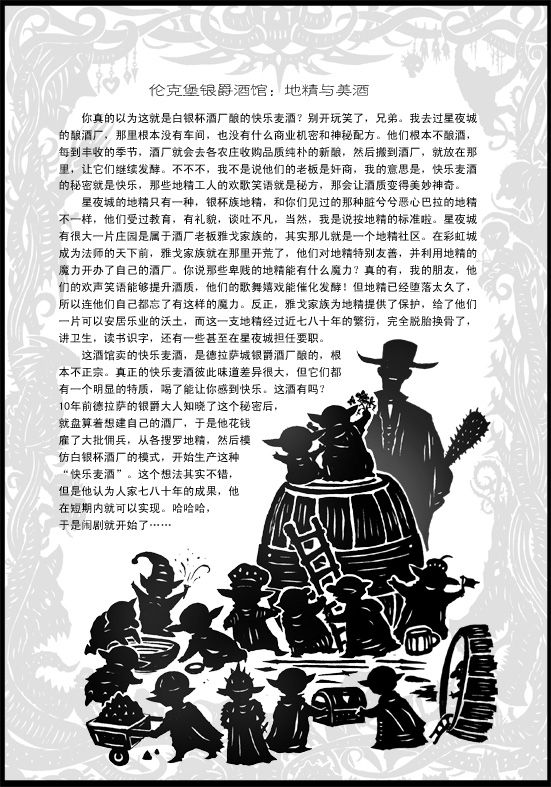 伦克堡银爵酒馆：地精与美酒
你真的以为这就是白银杯酒厂酿的快乐麦酒？别开玩笑了，兄弟。我去过星夜城
的酿酒厂，那里根本没有车间，也没有什么商业机密和神秘配方。他们根本不酿酒，
每到丰收的季节，酒厂就会去各农庄收购品质纯朴的新酿，然后搬到酒厂，就放在那
里，让它们继续发酵。不不不，我不是说他们的老板是奸商，我的意思是，快乐麦酒
的秘密就是快乐，那些地精工人的欢歌笑语就是秘方，那会让酒质变得美妙神奇。
星夜城的地精只有一种，银杯族地精，和你们见过的那种脏兮兮恶心巴拉的地精
不一样，他们受过教育，有礼貌，谈吐不凡，当然，我是说按地精的标准啦。星夜城
有很大一片庄园是属于酒厂老板雅戈家族的，其实那儿就是一个地精社区。在彩虹城
成为法师的天下前，雅戈家族就在那里开荒了，他们对地精特别友善，并利用地精的
魔力开办了自己的酒厂。你说那些卑贱的地精能有什么魔力？真的有，我的朋友，他
们的欢声笑语能够提升酒质，他们的歌舞嬉戏能催化发酵！但地精已经堕落太久了，
所以连他们自己都忘了有这样的魔力。反正，雅戈家族为地精提供了保护，给了他们
一片可以安居乐业的沃土，而这一支地精经过近七八十年的繁衍，完全脱胎换骨了，
讲卫生，读书识字，还有一些甚至在星夜城担任要职。
这酒馆卖的快乐麦酒，是德拉萨城银爵酒厂酿的，根
本不正宗。真正的快乐麦酒彼此味道差异很大，但它们都
有一个明显的特质，喝了能让你感到快乐。这酒有吗？
10年前德拉萨的银爵大人知晓了这个秘密后，
就盘算着想建自己的酒厂，于是他花钱
雇了大批佣兵，从各搜罗地精，然后模
仿白银杯酒厂的模式，开始生产这种
“快乐麦酒”。这个想法其实不错，
但是他认为人家七八十年的成果，他
在短期内就可以实现。哈哈哈，
于是闹剧就开始了……